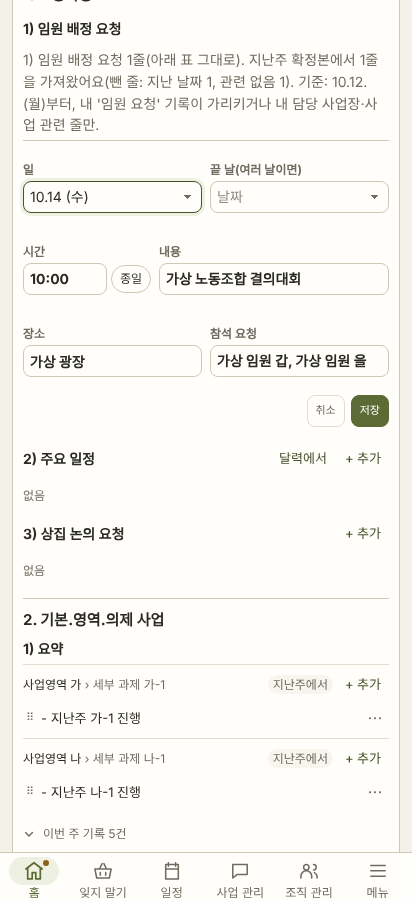 1) 임원 배정 요청
1) 임원 배정 요청 1줄(아래 표 그대로). 지난주 확정본에서 1줄
을 가져왔어요(뺀 줄: 지난 날짜 1, 관련 없음 1). 기준: 10.12.
(월)부터, 내 '임원 요청' 기록이 가리키거나 내 담당 사업장·사
업 관련 줄만.
일
끝 날(여러 날이면)
10.14 (수)
날짜
시간
내용
10:00
종일
가상 노동조합 결의대회
장소
참석 요청
가상 광장
가상 임원 갑, 가상 임원 을
취소
저장
2) 주요 일정
달력에서
+ 추가
없음
3) 상집 논의 요청
+ 추가
없음
2. 기본.영역.의제 사업
1) 요약
사업영역 가 › 세부 과제 가-1
지난주에서
+ 추가
- 지난주 가-1 진행
사업영역 나 › 세부 과제 나-1
지난주에서
+ 추가
- 지난주 나-1 진행
이번 주 기록 5건
홈
잊지 말기
일정
사업 관리
조직 관리
메뉴